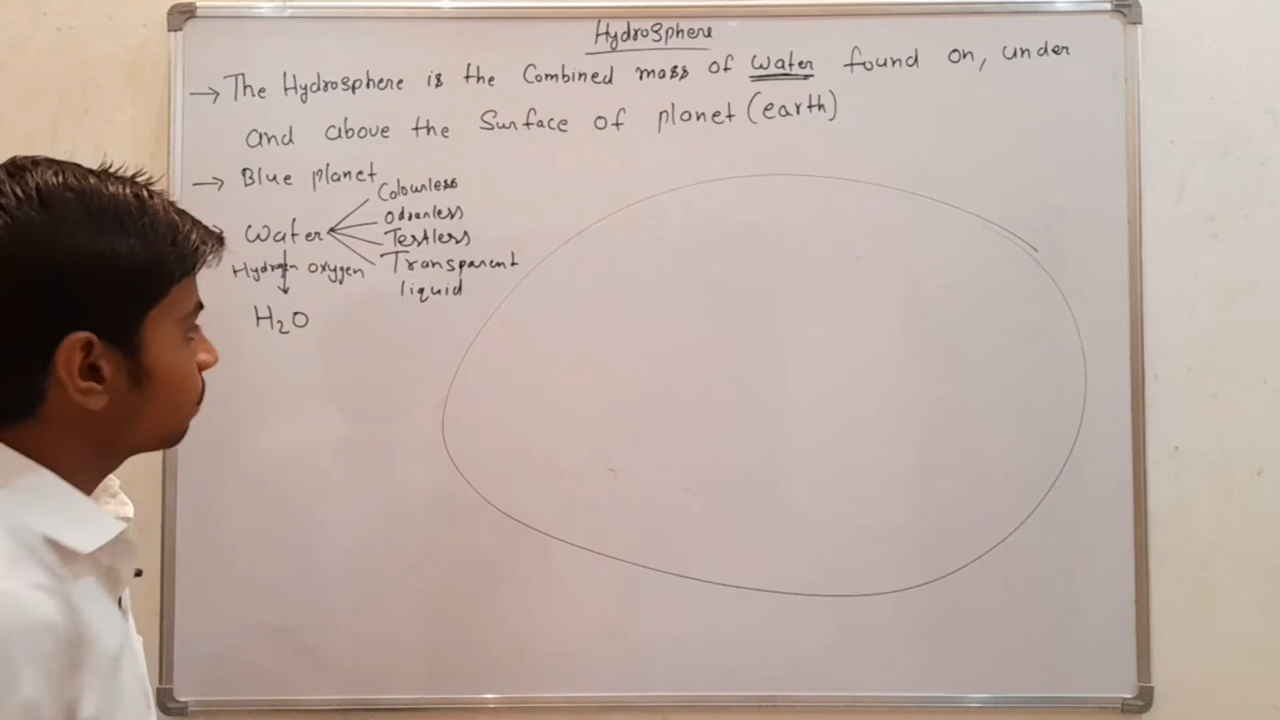 Hydrosphere
→ The Hydrosphere is the Combined mass of water found on, under
and above the Surface of planet (earth)
→ Blue planet
Water
Colourless
Odourless
Testless
Transparent
liquid
Hydrogen oxygen
H₂O